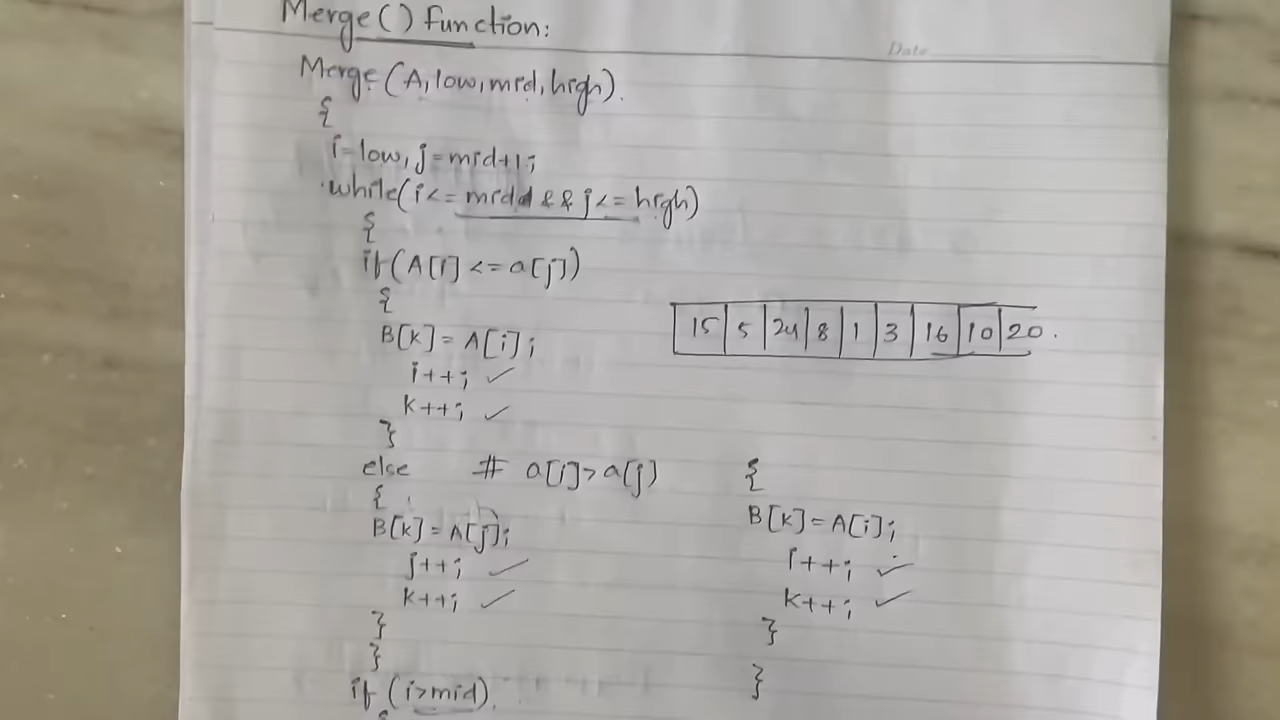 Merge() function:
Date
Merge(A,low,mid,high).
{
i=low, j=mid+1;
while(i<= mid && j<= high)
{
if(A[i] <= a[j])
{
B[k] = A[i];
i++;
k++;
}
else # a[i]>a[j)
{
B[k] = A[j];
j++;
k++;
}
}
if (i>mid).
{
15 5 24 8 1 3 16 10 20.
{
B[k] = A[i];
i++;
k++;
}
}